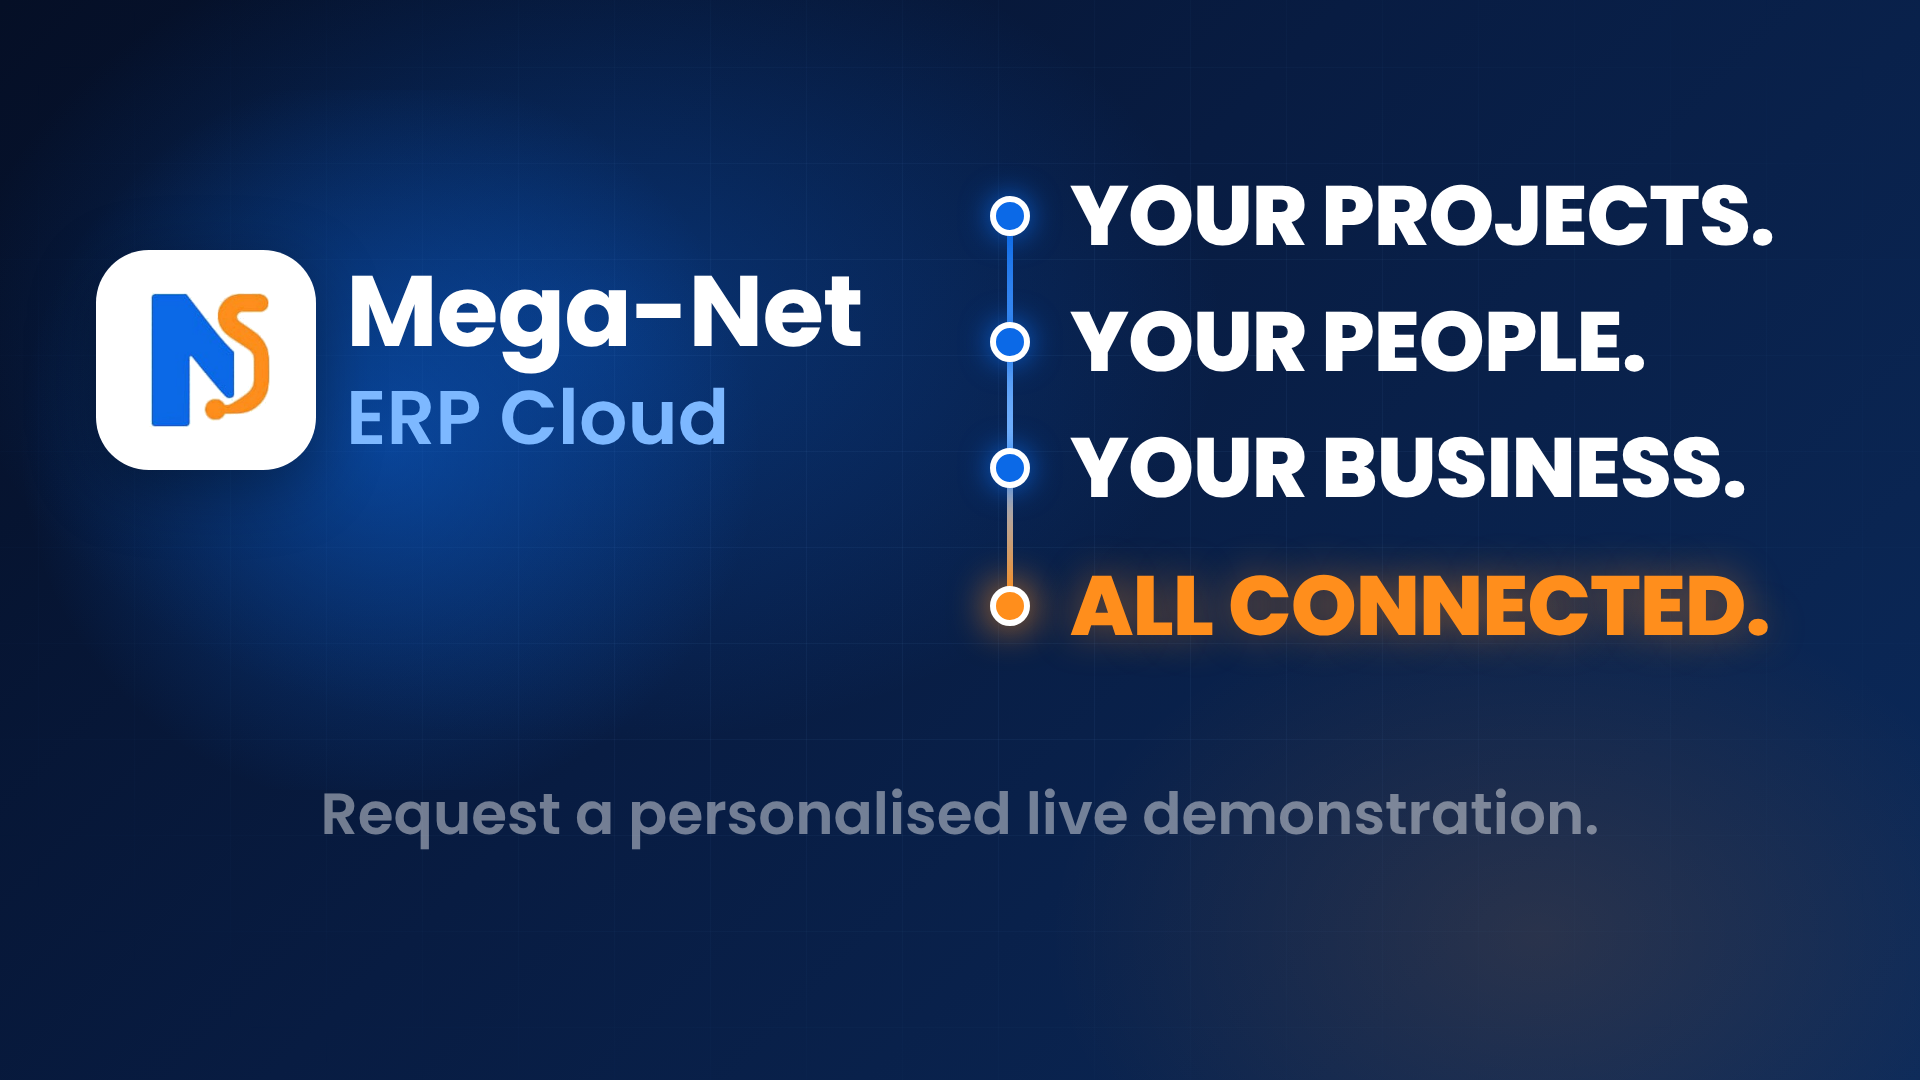 Mega-Net
ERP Cloud
YOUR PROJECTS.
YOUR PEOPLE.
YOUR BUSINESS.
ALL CONNECTED.
Request a personalised live demonstration.